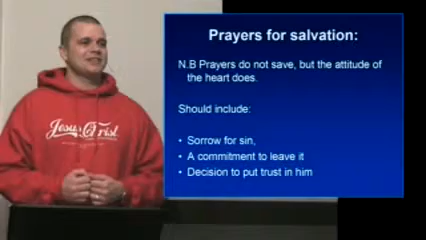 Prayers for salvation:
N.B Prayers do not save, but the attitude of
the heart does.
Should include:
• Sorrow for sin,
• A commitment to leave it
• Decision to put trust in him
Jesus Christ